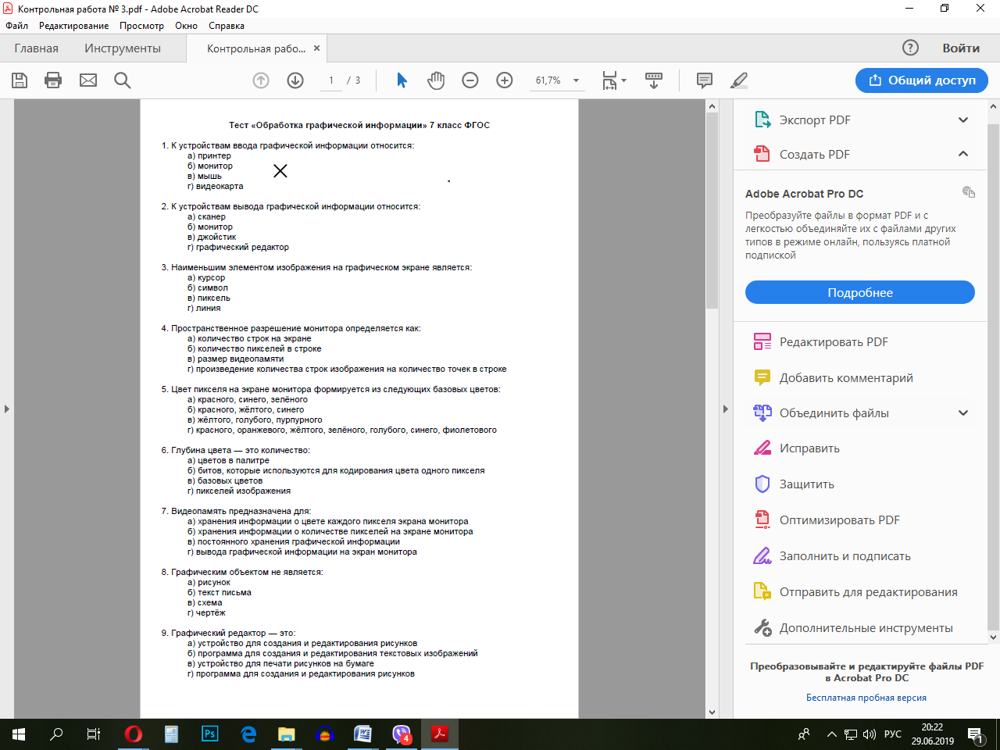 Контрольная работа № 3.pdf - Adobe Acrobat Reader DC
Файл Редактирование Просмотр Окно Справка
Главная Инструменты Контрольная рабо... × Войти
1 / 3 61,7% Общий доступ
Тест «Обработка графической информации» 7 класс ФГОС
1. К устройствам ввода графической информации относится:
а) принтер
б) монитор
в) мышь
г) видеокарта
2. К устройствам вывода графической информации относится:
а) сканер
б) монитор
в) джойстик
г) графический редактор
3. Наименьшим элементом изображения на графическом экране является:
а) курсор
б) символ
в) пиксель
г) линия
4. Пространственное разрешение монитора определяется как:
а) количество строк на экране
б) количество пикселей в строке
в) размер видеопамяти
г) произведение количества строк изображения на количество точек в строке
5. Цвет пикселя на экране монитора формируется из следующих базовых цветов:
а) красного, синего, зелёного
б) красного, жёлтого, синего
в) жёлтого, голубого, пурпурного
г) красного, оранжевого, жёлтого, зелёного, голубого, синего, фиолетового
6. Глубина цвета — это количество:
а) цветов в палитре
б) битов, которые используются для кодирования цвета одного пикселя
в) базовых цветов
г) пикселей изображения
7. Видеопамять предназначена для:
а) хранения информации о цвете каждого пикселя экрана монитора
б) хранения информации о количестве пикселей на экране монитора
в) постоянного хранения графической информации
г) вывода графической информации на экран монитора
8. Графическим объектом не является:
а) рисунок
б) текст письма
в) схема
г) чертёж
9. Графический редактор — это:
а) устройство для создания и редактирования рисунков
б) программа для создания и редактирования текстовых изображений
в) устройство для печати рисунков на бумаге
г) программа для создания и редактирования рисунков
Экспорт PDF
Создать PDF
Adobe Acrobat Pro DC
Преобразуйте файлы в формат PDF и с
легкостью объединяйте их с файлами других
типов в режиме онлайн, пользуясь платной
подпиской
Подробнее
Редактировать PDF
Добавить комментарий
Объединить файлы
Исправить
Защитить
Оптимизировать PDF
Заполнить и подписать
Отправить для редактирования
Дополнительные инструменты
Преобразовывайте и редактируйте файлы PDF
в Acrobat Pro DC
Бесплатная пробная версия
Ps 4 РУС 20:22
29.06.2019 1